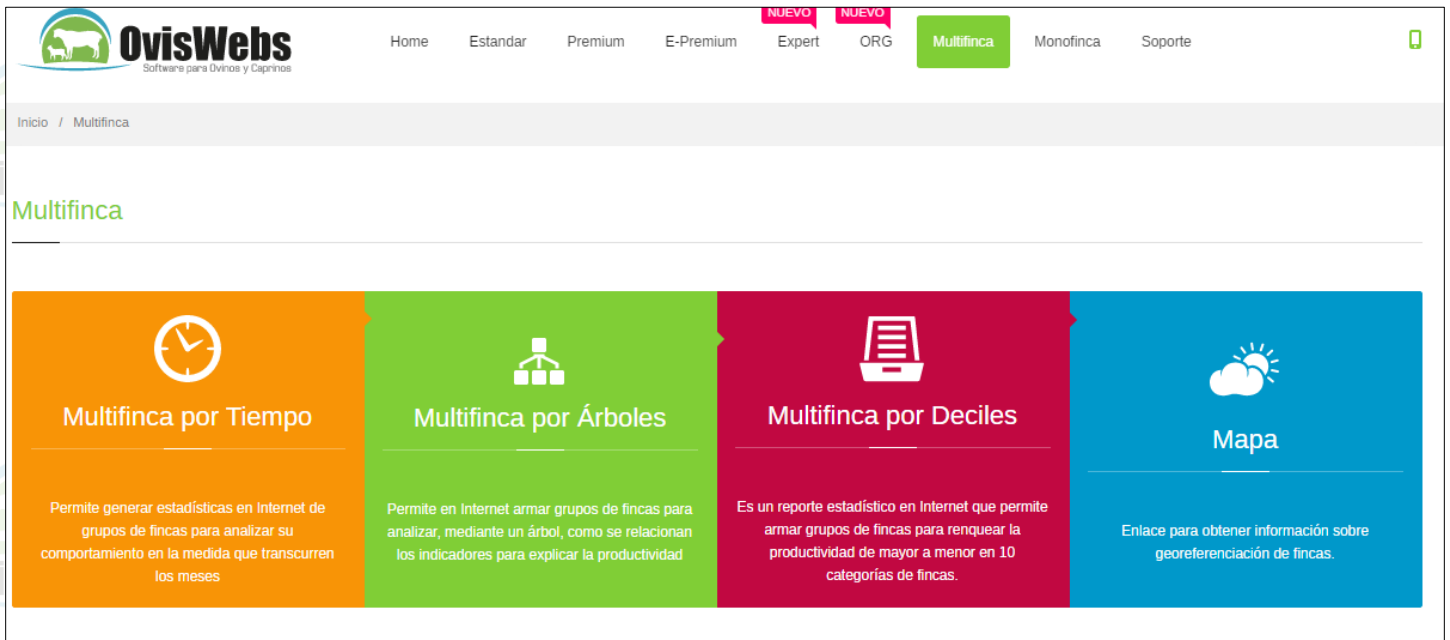 NUEVO NUEVO
OvisWebs
Software para Ovinos y Caprinos
Home Estandar Premium E-Premium Expert ORG Multifinca Monofinca Soporte
Inicio / Multifinca
Multifinca
Multifinca por Tiempo
Permite generar estadísticas en Internet de
grupos de fincas para analizar su
comportamiento en la medida que transcurren
los meses
Multifinca por Árboles
Permite en Internet armar grupos de fincas para
analizar, mediante un árbol, como se relacionan
los indicadores para explicar la productividad
Multifinca por Deciles
Es un reporte estadístico en Internet que permite
armar grupos de fincas para renquear la
productividad de mayor a menor en 10
categorías de fincas.
Mapa
Enlace para obtener información sobre
georeferenciación de fincas.